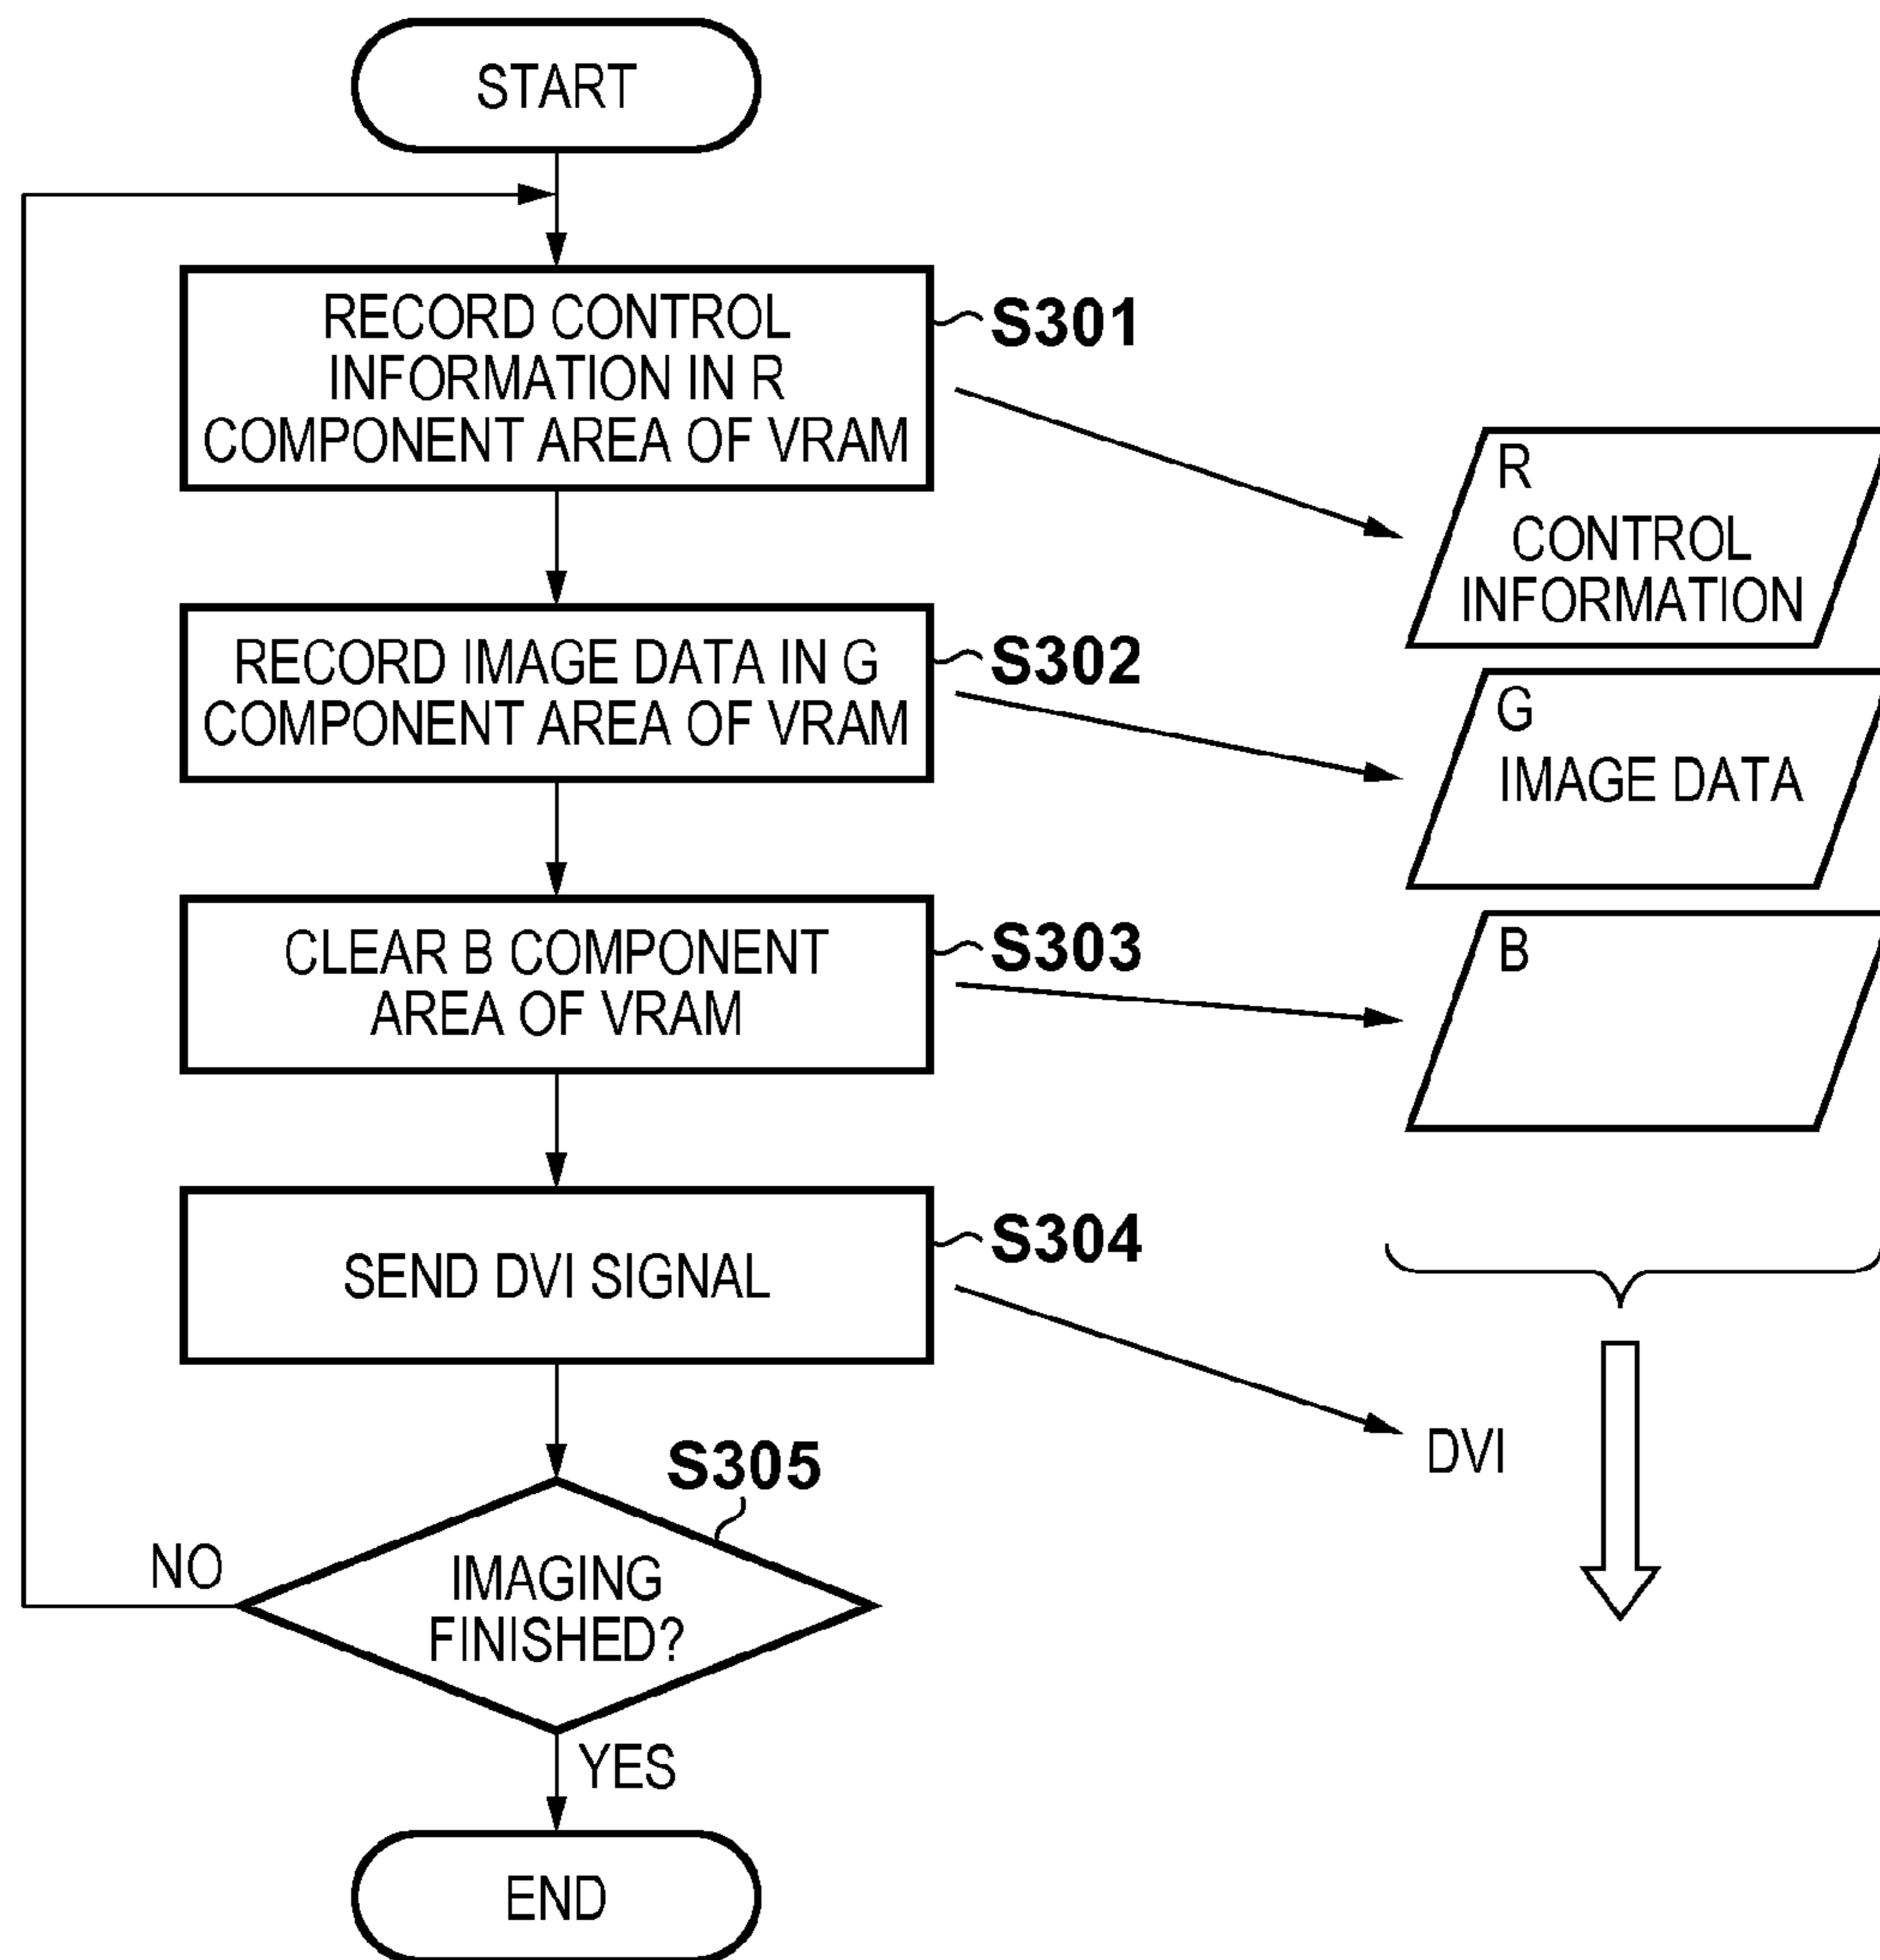 START
RECORD CONTROL
INFORMATION IN R
COMPONENT AREA OF VRAM
S301
R
CONTROL
INFORMATION
RECORD IMAGE DATA IN G
COMPONENT AREA OF VRAM
S302
G
IMAGE DATA
CLEAR B COMPONENT
AREA OF VRAM
S303
B
SEND DVI SIGNAL
S304
DVI
S305
IMAGING
FINISHED?
NO
YES
END